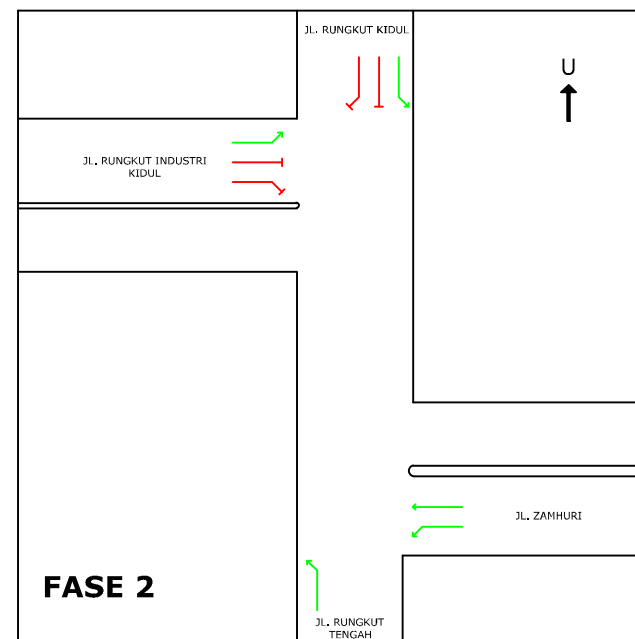 JL. RUNGKUT KIDUL
U
JL. RUNGKUT INDUSTRI
KIDUL
JL. ZAMHURI
FASE 2
JL. RUNGKUT
TENGAH